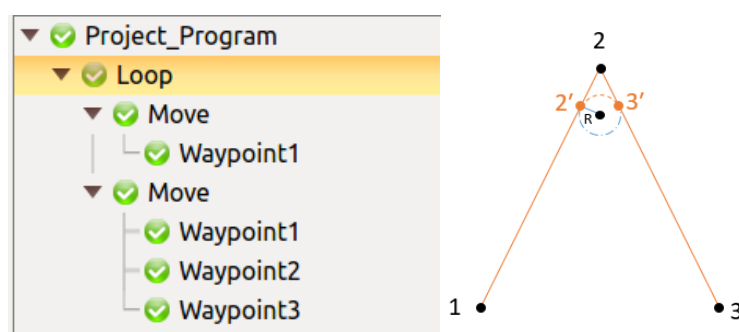 Project_Program
Loop
Move
Waypoint1
Move
Waypoint1
Waypoint2
Waypoint3
2
2′ 3′
R
1 3